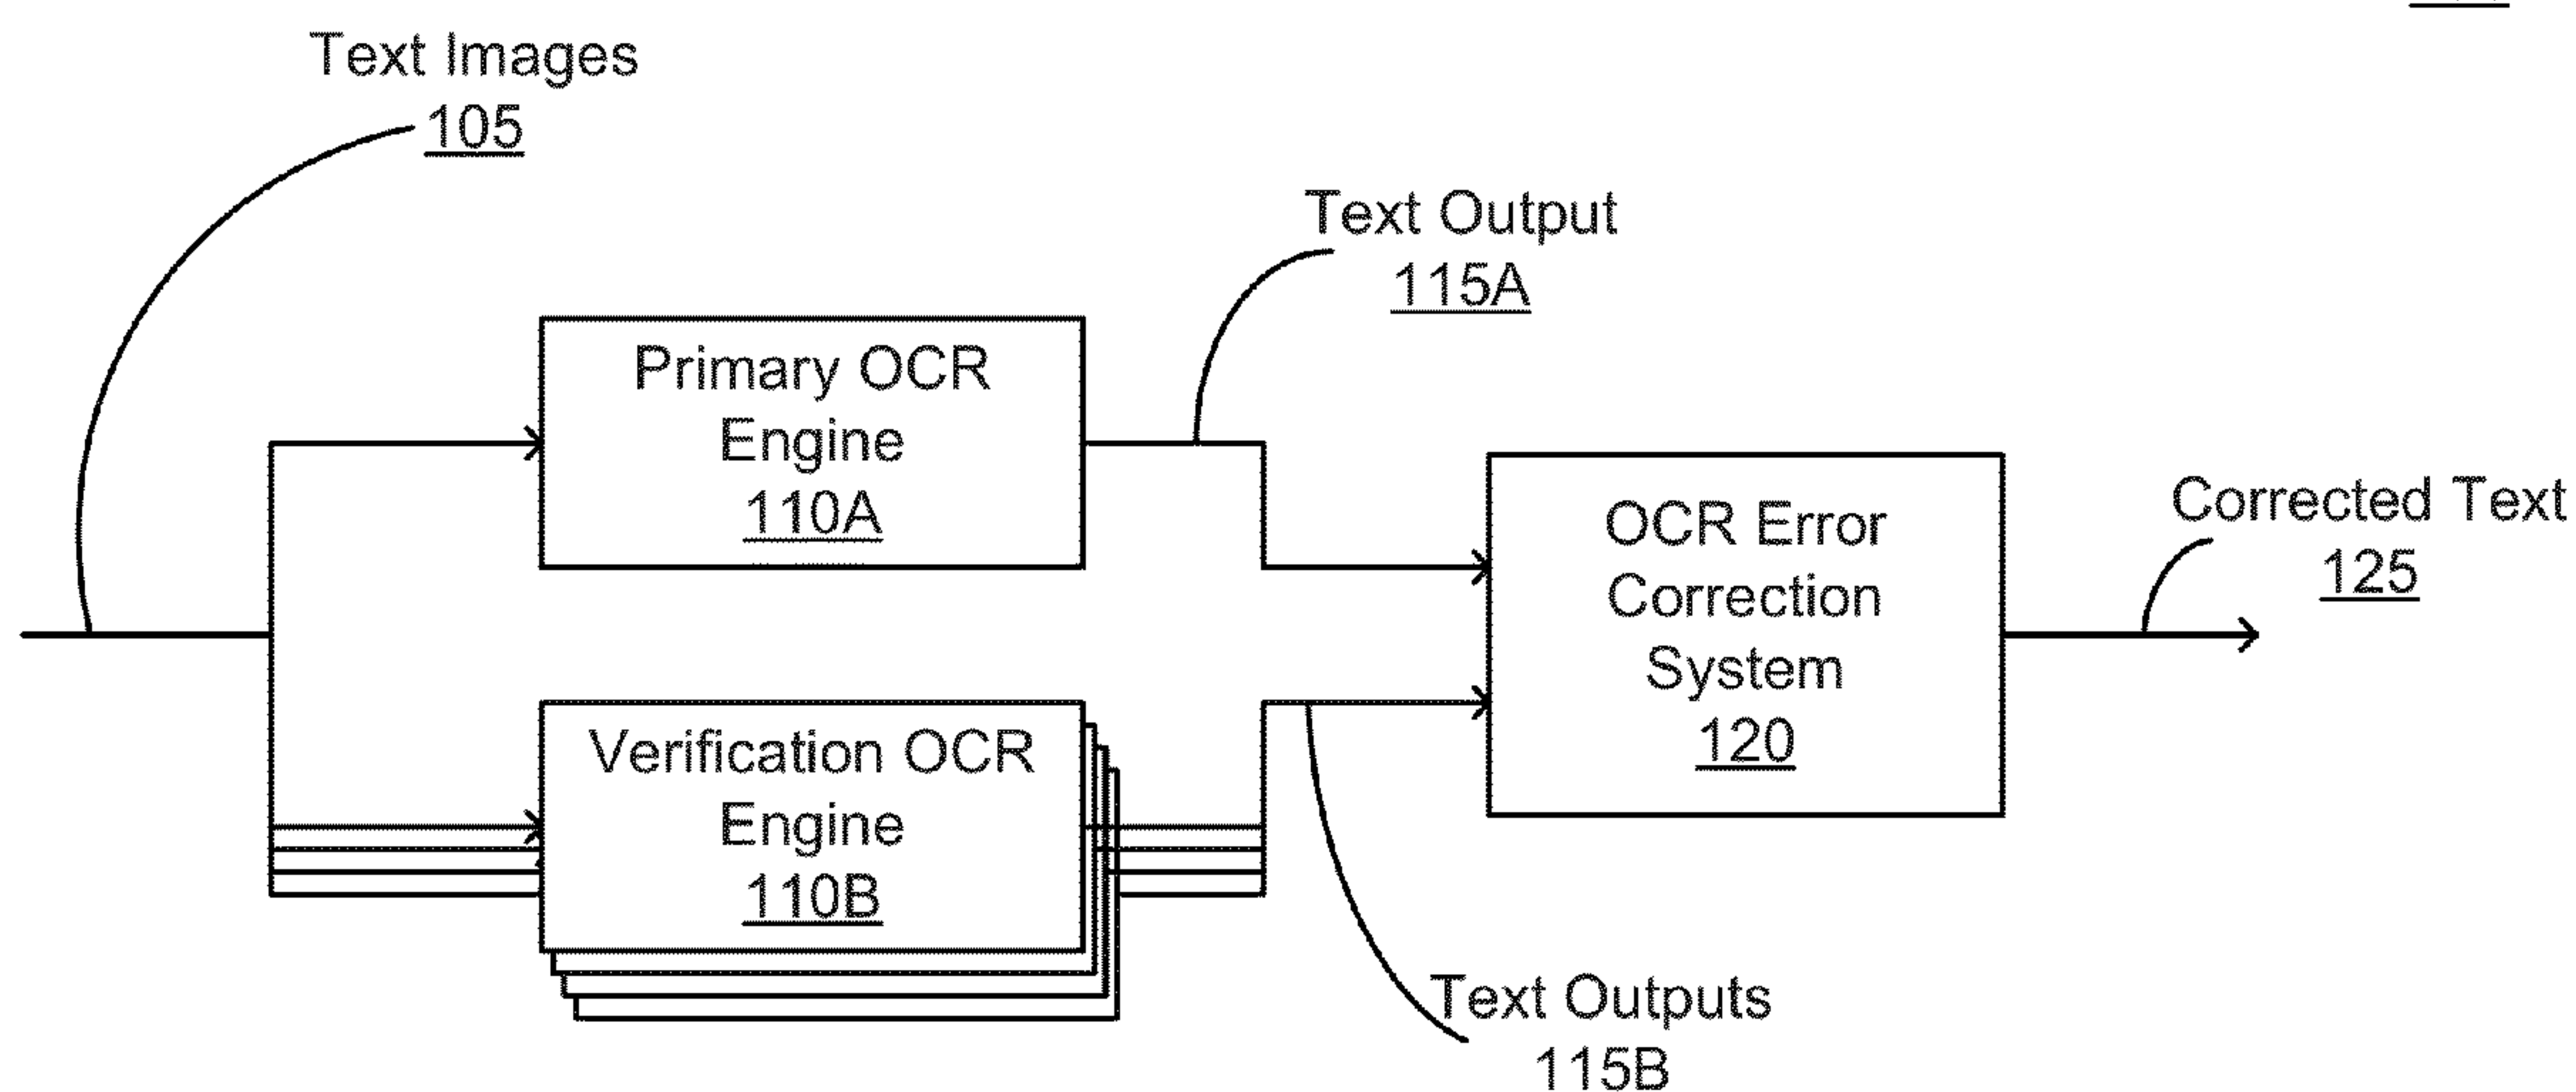 Text Images
105
Text Output
115A
Primary OCR
Engine
110A
OCR Error
Correction
System
120
Corrected Text
125
Verification OCR
Engine
110B
Text Outputs
115B